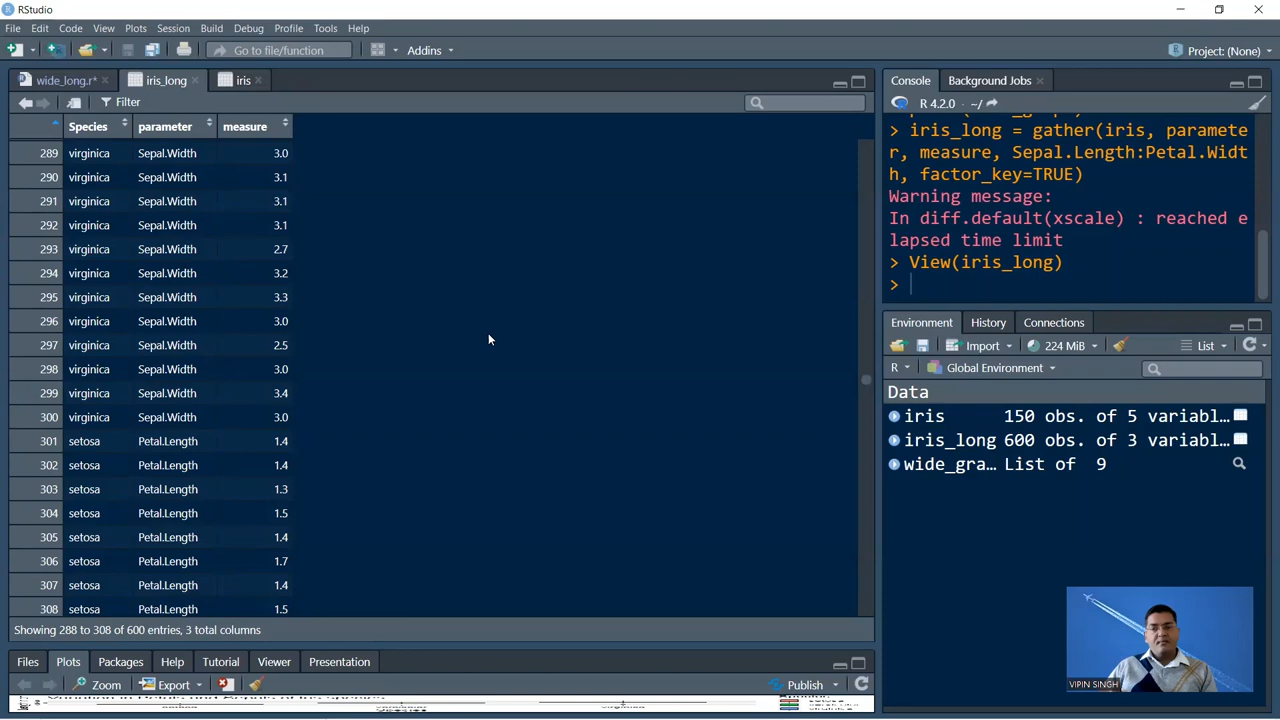 RStudio
File Edit Code View Plots Session Build Debug Profile Tools Help
Go to file/function Addins Project: (None)
wide_long.r* iris_long iris
Filter
Species parameter measure
289 virginica Sepal.Width 3.0
290 virginica Sepal.Width 3.1
291 virginica Sepal.Width 3.1
292 virginica Sepal.Width 3.1
293 virginica Sepal.Width 2.7
294 virginica Sepal.Width 3.2
295 virginica Sepal.Width 3.3
296 virginica Sepal.Width 3.0
297 virginica Sepal.Width 2.5
298 virginica Sepal.Width 3.0
299 virginica Sepal.Width 3.4
300 virginica Sepal.Width 3.0
301 setosa Petal.Length 1.4
302 setosa Petal.Length 1.4
303 setosa Petal.Length 1.3
304 setosa Petal.Length 1.5
305 setosa Petal.Length 1.4
306 setosa Petal.Length 1.7
307 setosa Petal.Length 1.4
308 setosa Petal.Length 1.5
Showing 288 to 308 of 600 entries, 3 total columns
Files Plots Packages Help Tutorial Viewer Presentation
Zoom Export Publish
Console Background Jobs
R 4.2.0 · ~/
> iris_long = gather(iris, paramete
r, measure, Sepal.Length:Petal.Widt
h, factor_key=TRUE)
Warning message:
In diff.default(xscale) : reached e
lapsed time limit
> View(iris_long)
>
Environment History Connections
Import 224 MiB List
R Global Environment
Data
iris 150 obs. of 5 variabl…
iris_long 600 obs. of 3 variabl…
wide_gra… List of 9
VIPIN SINGH